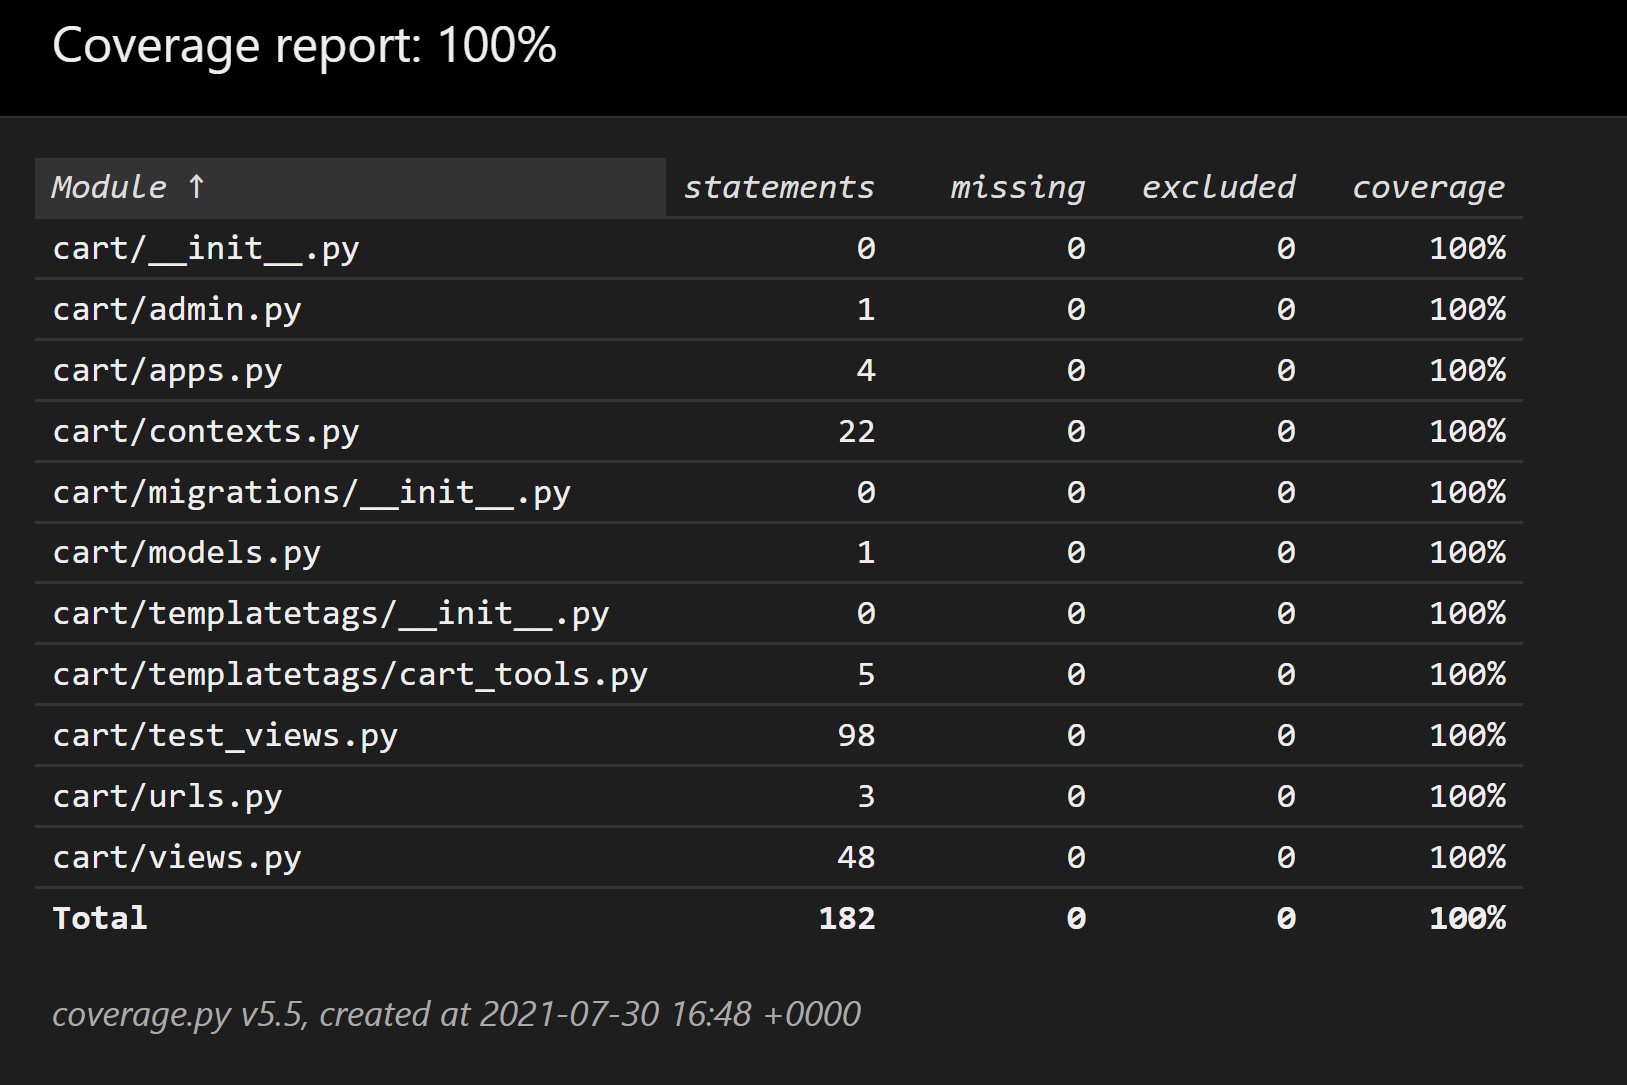 Coverage report: 100%
Module ↑ statements missing excluded coverage
cart/__init__.py 0 0 0 100%
cart/admin.py 1 0 0 100%
cart/apps.py 4 0 0 100%
cart/contexts.py 22 0 0 100%
cart/migrations/__init__.py 0 0 0 100%
cart/models.py 1 0 0 100%
cart/templatetags/__init__.py 0 0 0 100%
cart/templatetags/cart_tools.py 5 0 0 100%
cart/test_views.py 98 0 0 100%
cart/urls.py 3 0 0 100%
cart/views.py 48 0 0 100%
Total 182 0 0 100%
coverage.py v5.5, created at 2021-07-30 16:48 +0000